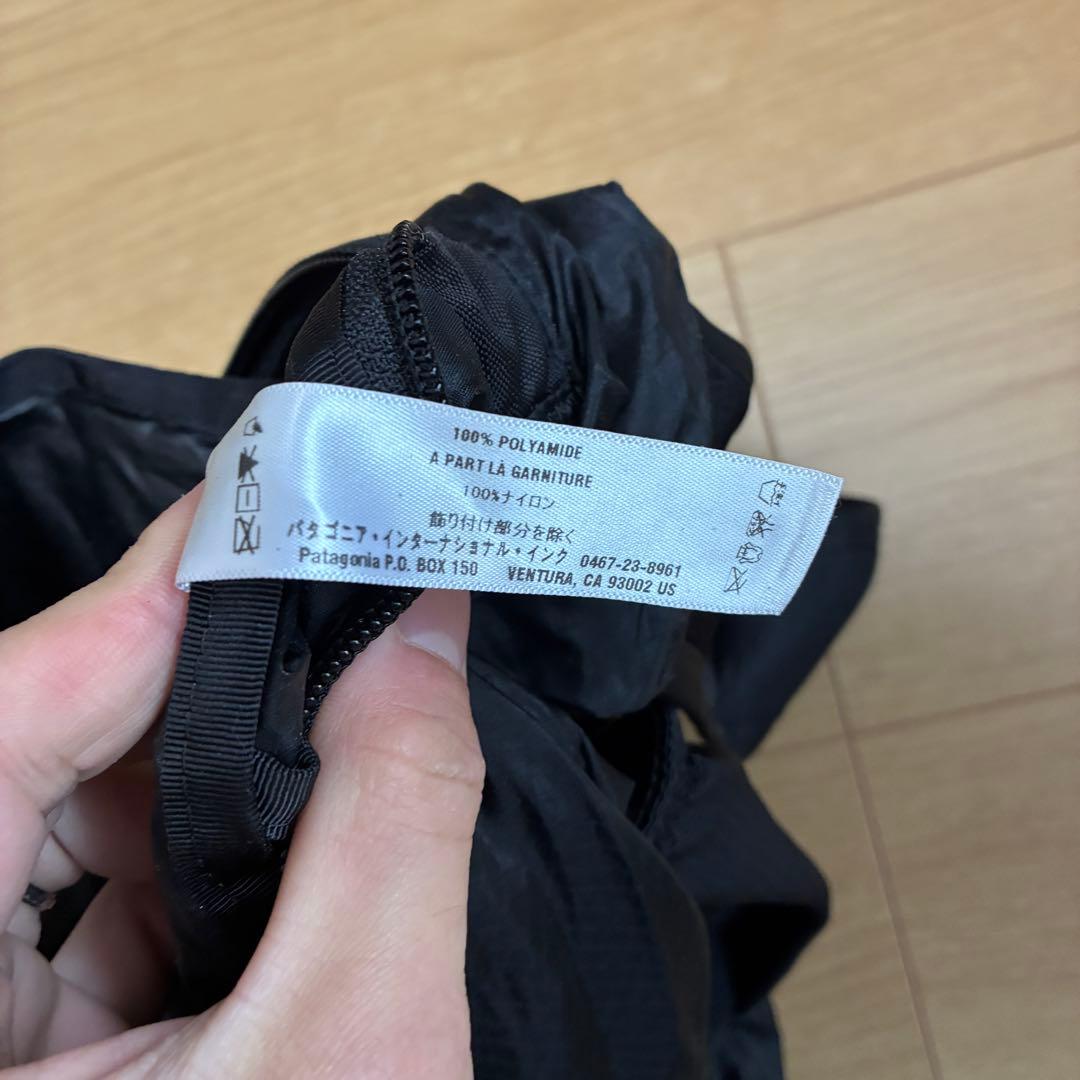 100% POLYAMIDE
A PART LÀ GARNITURE
100%ナイロン
飾り付け部分を除く
パタゴニア・インターナショナル・インク 0467-23-8961
Patagonia P.O. BOX 150 VENTURA, CA 93002 US